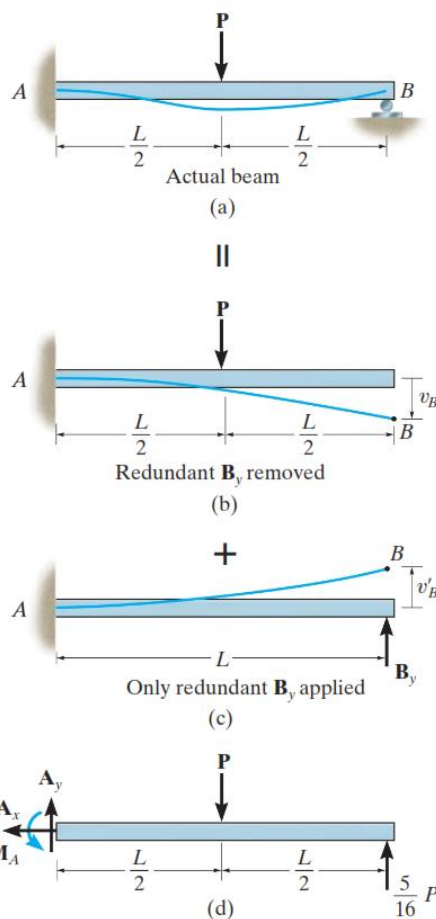 P
A
B
L/2
L/2
Actual beam
(a)
=
P
A
v_B
L/2
L/2
B
Redundant B_y removed
(b)
+
B
v'_B
A
L
B_y
Only redundant B_y applied
(c)
P
A_y
A_x
M_A
L/2
L/2
5/16 P
(d)